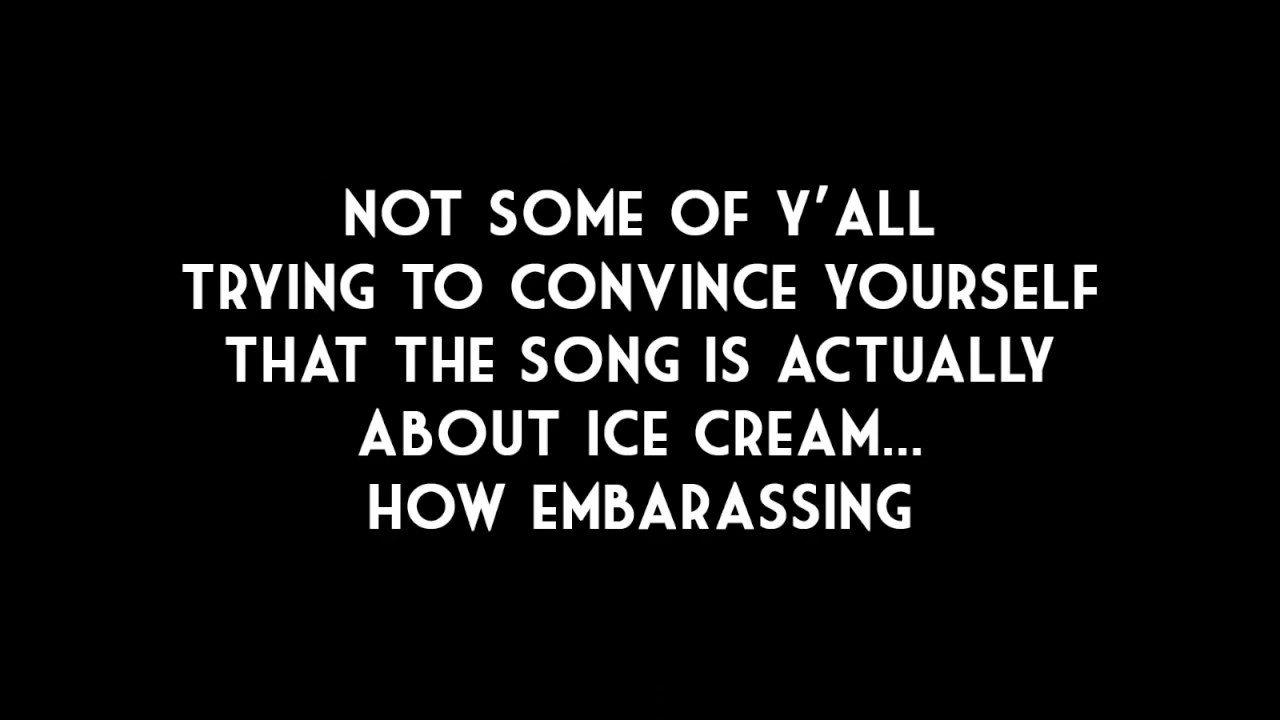 NOT SOME OF Y'ALL
TRYING TO CONVINCE YOURSELF
THAT THE SONG IS ACTUALLY
ABOUT ICE CREAM...
HOW EMBARASSING